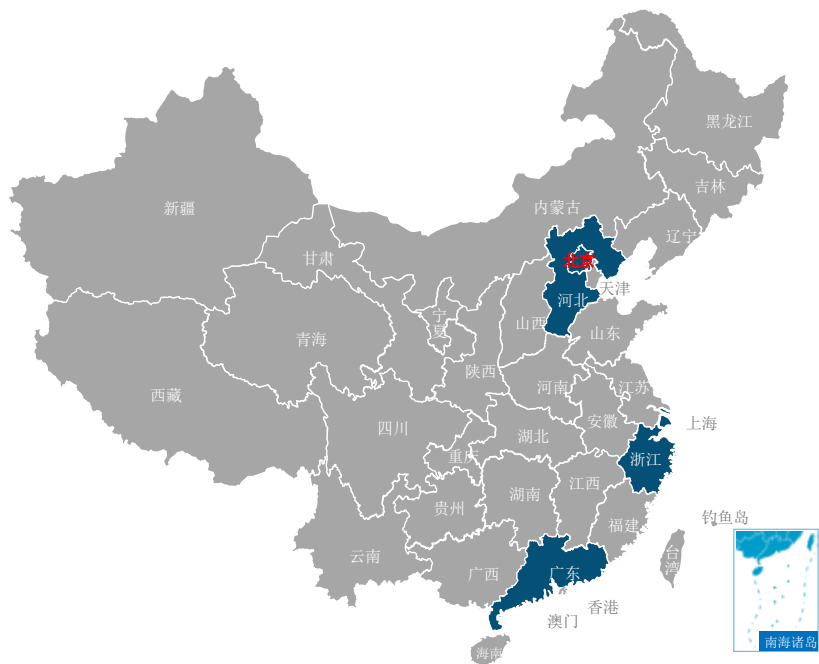 黑龙江
吉林
新疆
内蒙古
辽宁
甘肃
北京
天津
河北
宁夏
山西
山东
青海
陕西
河南
江苏
西藏
安徽
上海
四川
湖北
重庆
浙江
江西
湖南
贵州
钓鱼岛
福建
云南
台湾
广西
广东
香港
澳门
南海诸岛
海南